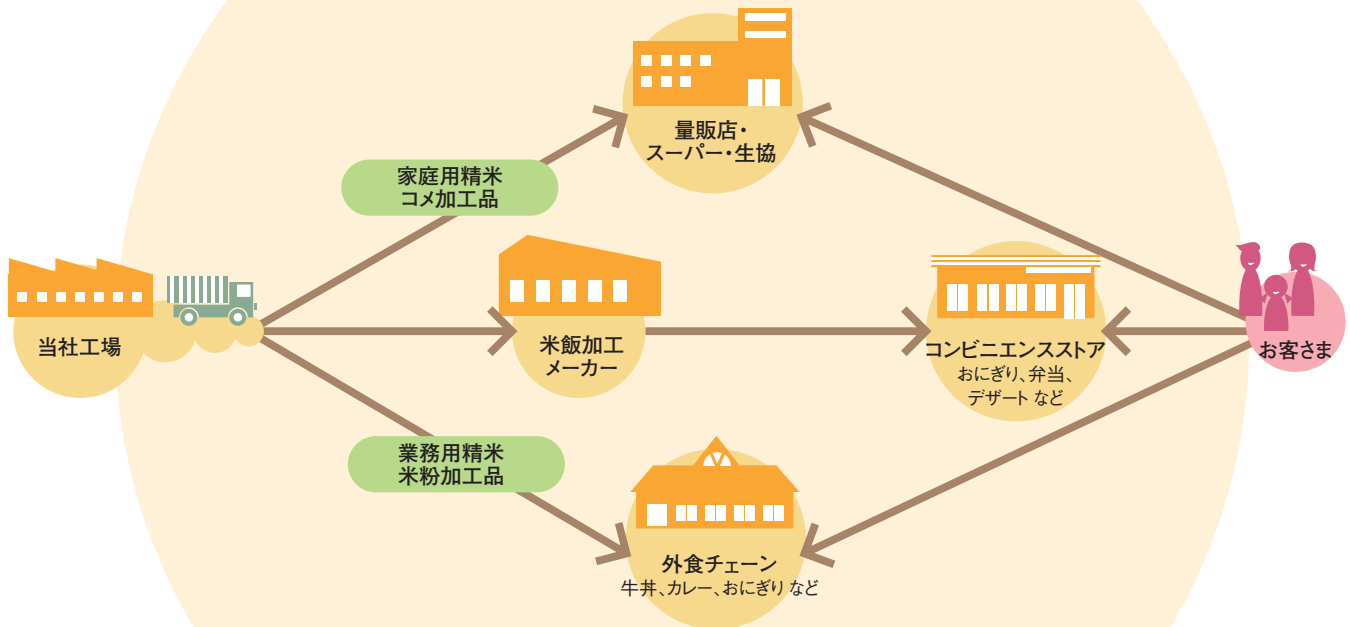 量販店・
スーパー・生協
家庭用精米
コメ加工品
当社工場
米飯加工
メーカー
コンビニエンスストア
おにぎり、弁当、
デザート など
お客さま
業務用精米
米粉加工品
外食チェーン
牛丼、カレー、おにぎり など